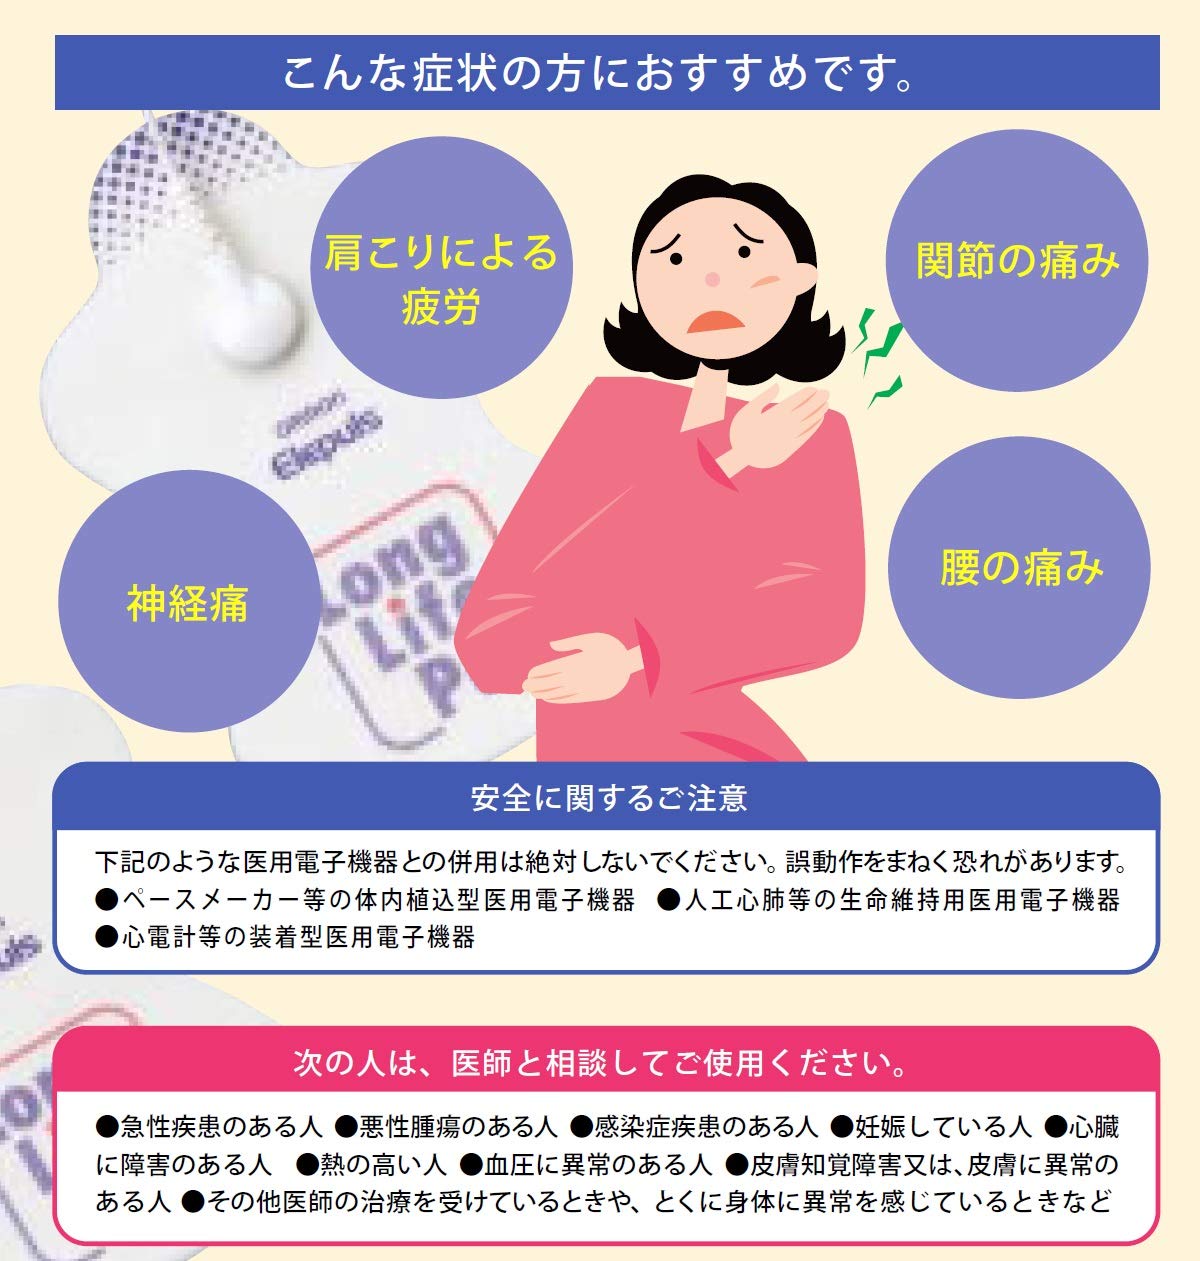 こんな症状の方におすすめです。
肩こりによる
疲労
関節の痛み
omron
Elepuls
Long
Life
P
神経痛
腰の痛み
安全に関するご注意
下記のような医用電子機器との併用は絶対しないでください。誤動作をまねく恐れがあります。
●ペースメーカー等の体内植込型医用電子機器 ●人工心肺等の生命維持用医用電子機器
●心電計等の装着型医用電子機器
次の人は、医師と相談してご使用ください。
●急性疾患のある人 ●悪性腫瘍のある人 ●感染症疾患のある人 ●妊娠している人 ●心臓
に障害のある人 ●熱の高い人 ●血圧に異常のある人 ●皮膚知覚障害又は、皮膚に異常の
ある人 ●その他医師の治療を受けているときや、とくに身体に異常を感じているときなど